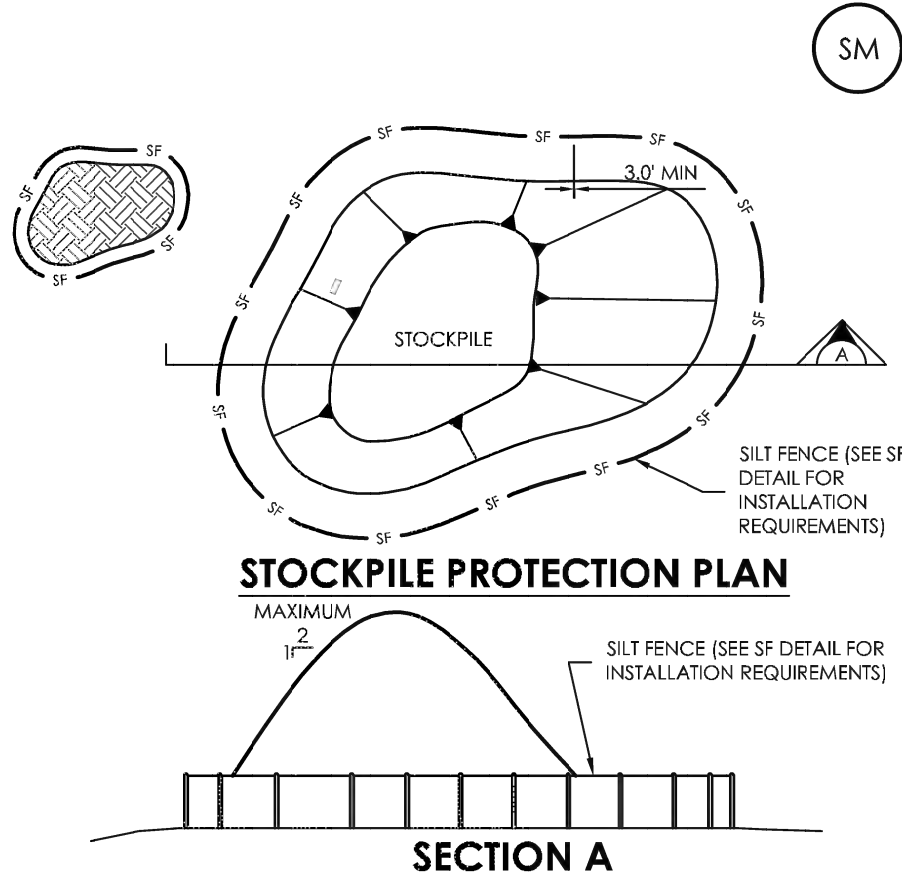 SM
SF
SF
SF
SF
SF
SF
SF
SF
3.0' MIN
SF
SF
SF
SF
STOCKPILE
A
SF
SF
SF
SF
SF
SF
SILT FENCE (SEE SF
DETAIL FOR
INSTALLATION
REQUIREMENTS)
STOCKPILE PROTECTION PLAN
MAXIMUM
2
1
SILT FENCE (SEE SF DETAIL FOR
INSTALLATION REQUIREMENTS)
SECTION A